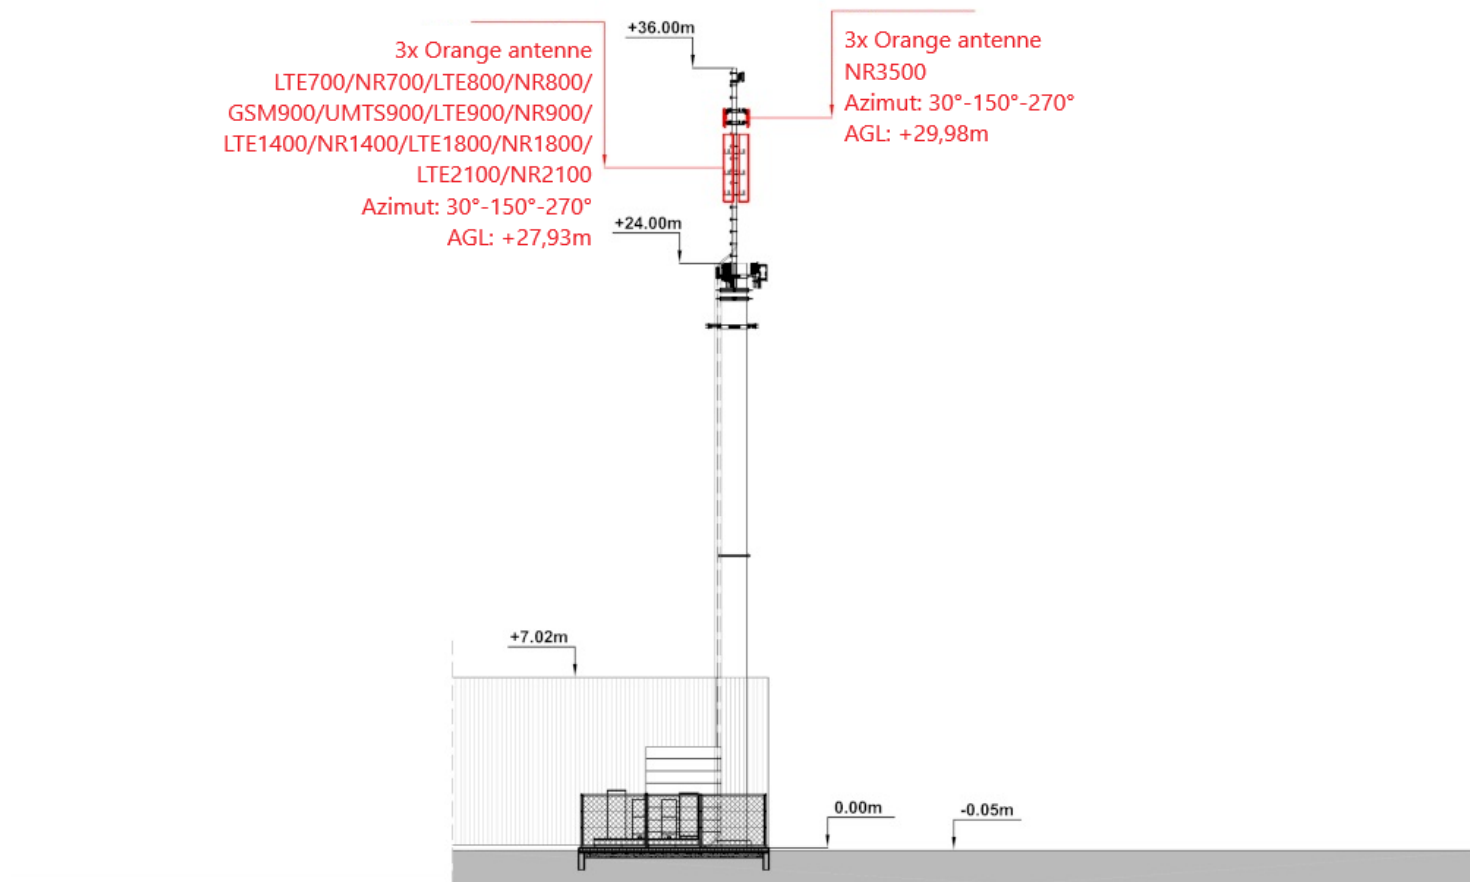 3x Orange antenne
LTE700/NR700/LTE800/NR800/
GSM900/UMTS900/LTE900/NR900/
LTE1400/NR1400/LTE1800/NR1800/
LTE2100/NR2100
Azimut: 30°-150°-270°
AGL: +27,93m
+36.00m
3x Orange antenne
NR3500
Azimut: 30°-150°-270°
AGL: +29,98m
+24.00m
+7.02m
0.00m
-0.05m